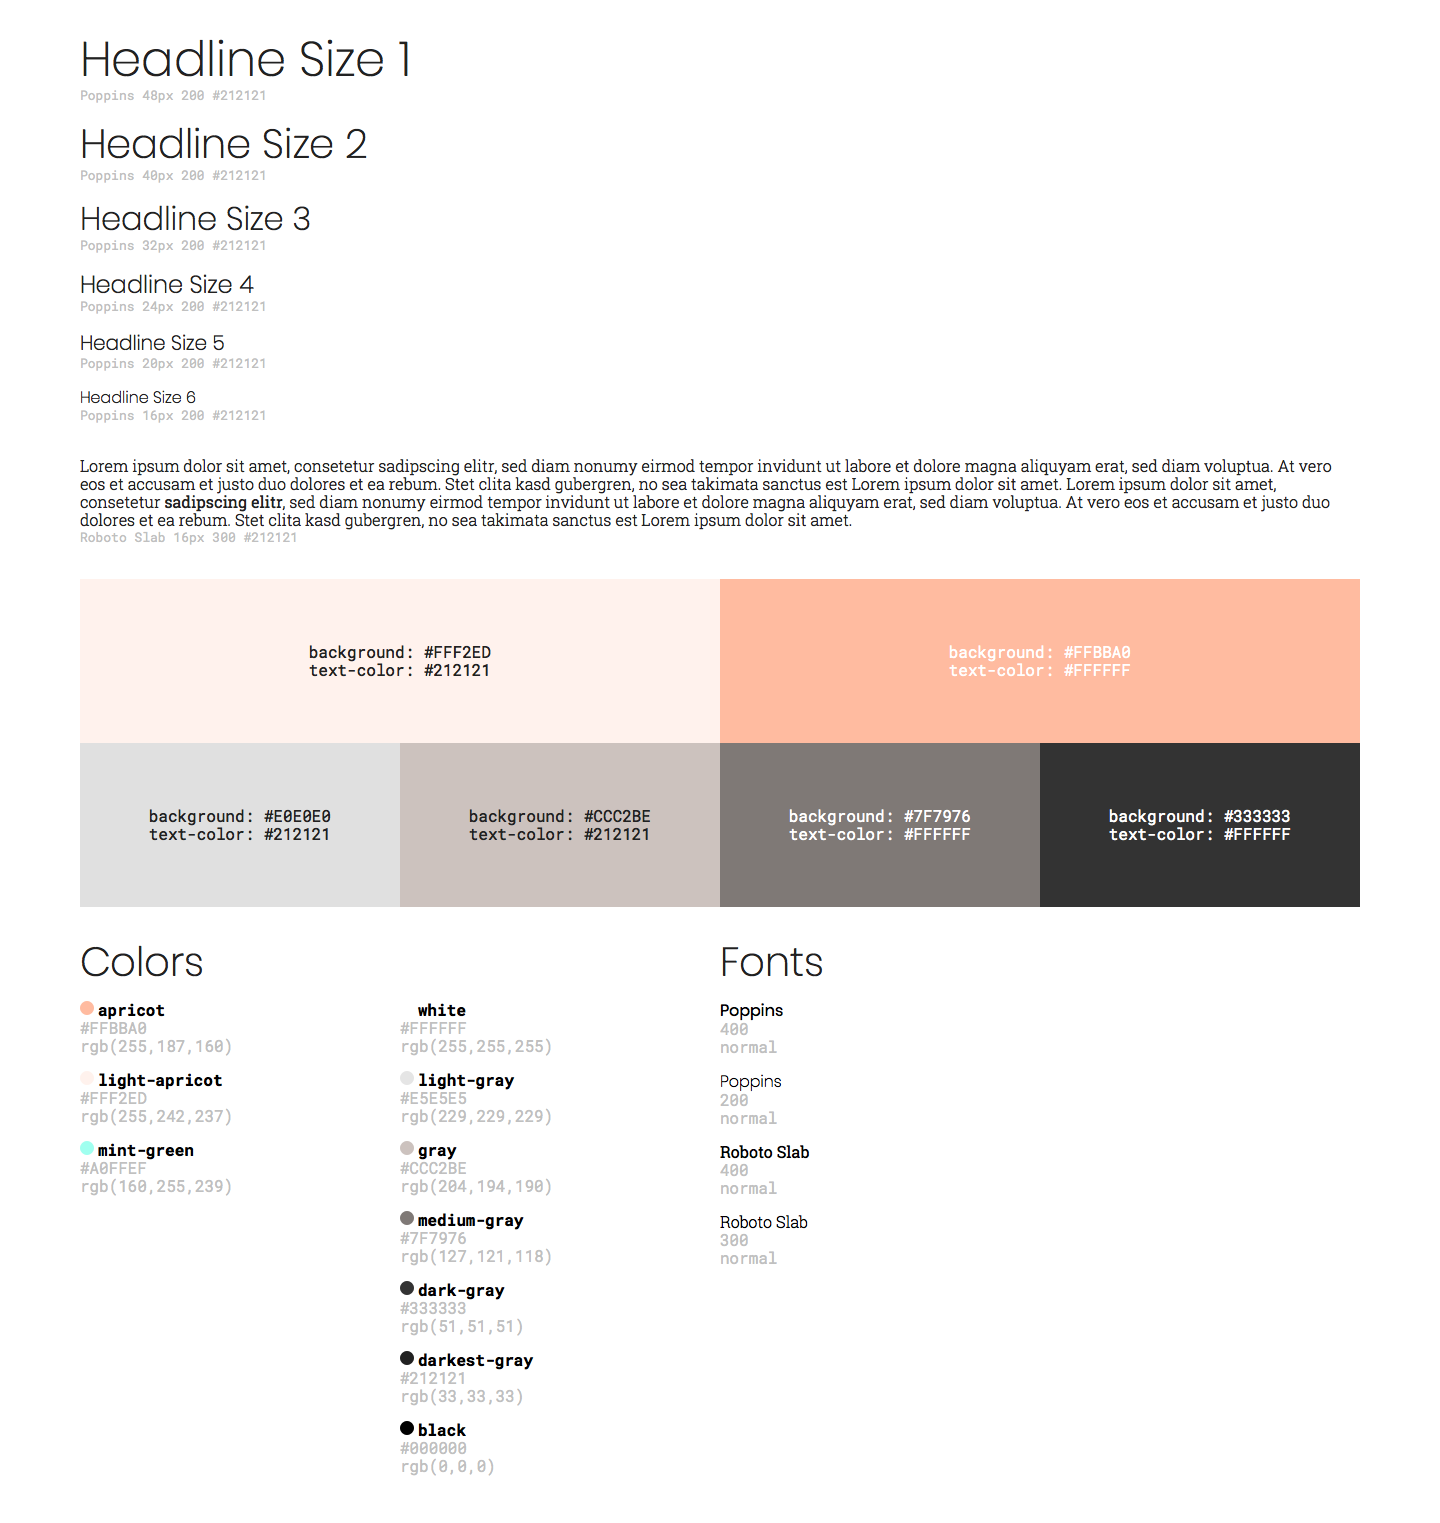 Headline Size 1
Poppins 48px 200 #212121
Headline Size 2
Poppins 40px 200 #212121
Headline Size 3
Poppins 32px 200 #212121
Headline Size 4
Poppins 24px 200 #212121
Headline Size 5
Poppins 20px 200 #212121
Headline Size 6
Poppins 16px 200 #212121
Lorem ipsum dolor sit amet, consetetur sadipscing elitr, sed diam nonumy eirmod tempor invidunt ut labore et dolore magna aliquyam erat, sed diam voluptua. At vero
eos et accusam et justo duo dolores et ea rebum. Stet clita kasd gubergren, no sea takimata sanctus est Lorem ipsum dolor sit amet. Lorem ipsum dolor sit amet,
consetetur sadipscing elitr, sed diam nonumy eirmod tempor invidunt ut labore et dolore magna aliquyam erat, sed diam voluptua. At vero eos et accusam et justo duo
dolores et ea rebum. Stet clita kasd gubergren, no sea takimata sanctus est Lorem ipsum dolor sit amet.
Roboto Slab 16px 300 #212121
background: #FFF2ED
text-color: #212121
background: #FFBBA0
text-color: #FFFFFF
background: #E0E0E0
text-color: #212121
background: #CCC2BE
text-color: #212121
background: #7F7976
text-color: #FFFFFF
background: #333333
text-color: #FFFFFF
Colors
apricot
#FFBBA0
rgb(255,187,160)
light-apricot
#FFF2ED
rgb(255,242,237)
mint-green
#A0FFEF
rgb(160,255,239)
white
#FFFFFF
rgb(255,255,255)
light-gray
#E5E5E5
rgb(229,229,229)
gray
#CCC2BE
rgb(204,194,190)
medium-gray
#7F7976
rgb(127,121,118)
dark-gray
#333333
rgb(51,51,51)
darkest-gray
#212121
rgb(33,33,33)
black
#000000
rgb(0,0,0)
Fonts
Poppins
400
normal
Poppins
200
normal
Roboto Slab
400
normal
Roboto Slab
300
normal